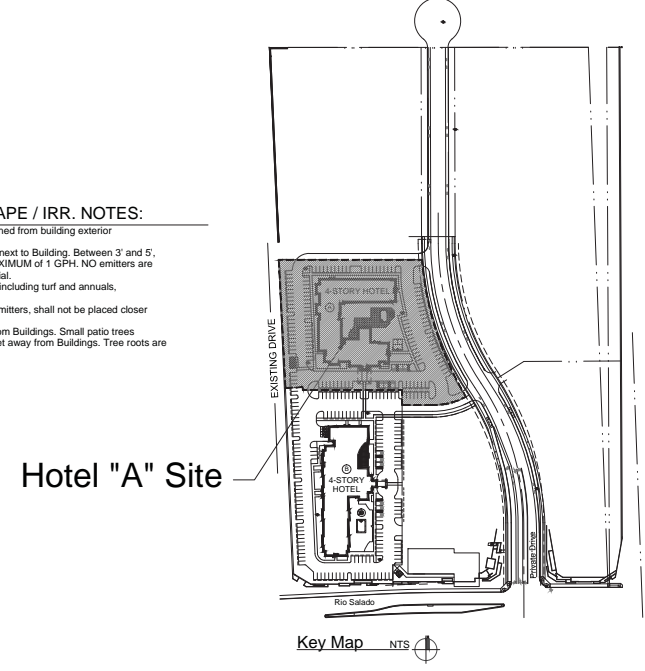 APE / IRR. NOTES:
ned from building exterior
next to Building. Between 3' and 5',
XIMUM of 1 GPH. NO emitters are
ial.
including turf and annuals,
mitters, shall not be placed closer
om Buildings. Small patio trees
et away from Buildings. Tree roots are
4-STORY HOTEL
A
EXISTING DRIVE
Hotel "A" Site
B
4-STORY
HOTEL
Private Drive
Rio Salado
Key Map NTS